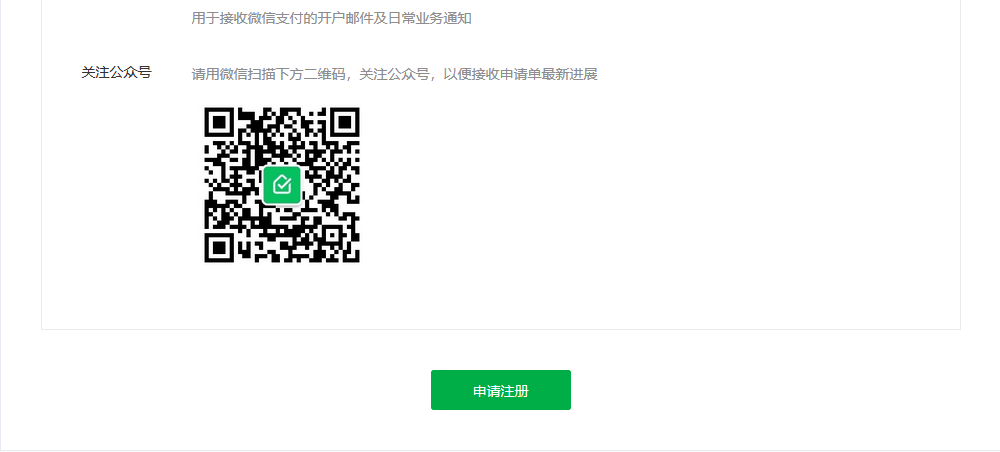 用于接收微信支付的开户邮件及日常业务通知
关注公众号
请用微信扫描下方二维码，关注公众号，以便接收申请单最新进展
申请注册